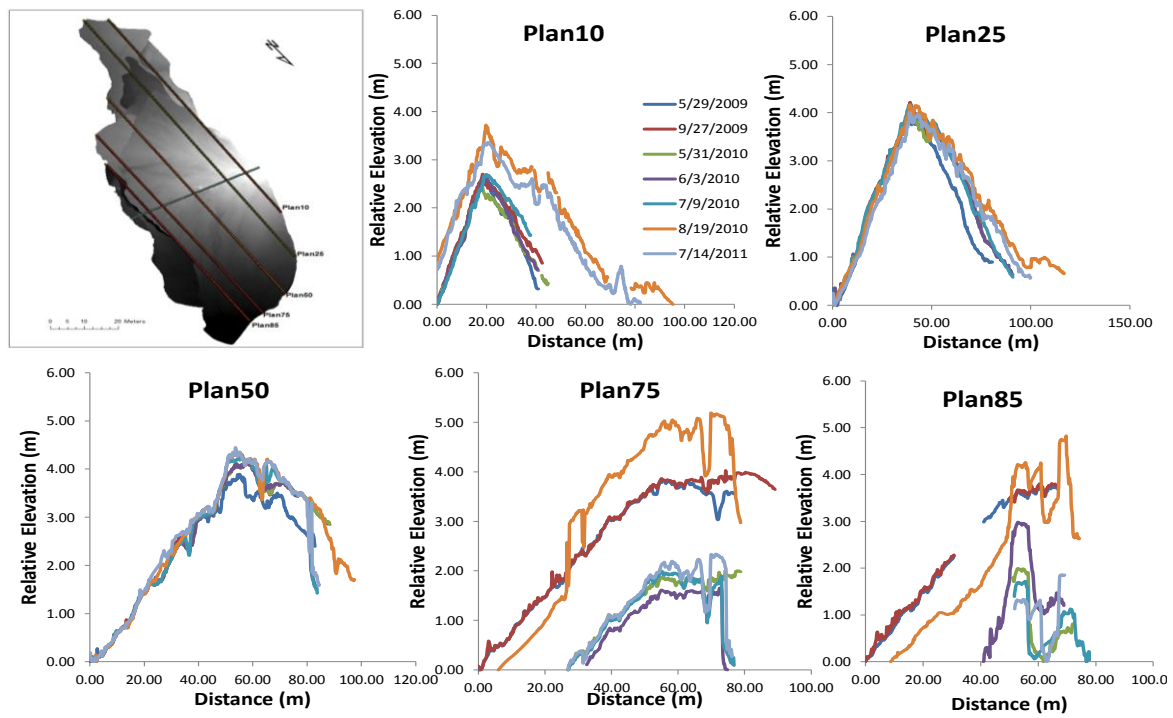 N
Plan10
Plan25
Plan50
Plan75
Plan85
0 5 10 20 Meters
Plan10
Relative Elevation (m)
6.00
5.00
4.00
3.00
2.00
1.00
0.00
0.00 20.00 40.00 60.00 80.00 100.00 120.00
Distance (m)
5/29/2009
9/27/2009
5/31/2010
6/3/2010
7/9/2010
8/19/2010
7/14/2011
Plan25
Relative Elevation (m)
6.00
5.00
4.00
3.00
2.00
1.00
0.00
0.00 50.00 100.00 150.00
Distance (m)
Plan50
Relative Elevation (m)
6.00
5.00
4.00
3.00
2.00
1.00
0.00
0.00 20.00 40.00 60.00 80.00 100.00 120.00
Distance (m)
Plan75
Relative Elevation (m)
6.00
5.00
4.00
3.00
2.00
1.00
0.00
0.00 20.00 40.00 60.00 80.00 100.00
Distance (m)
Plan85
Relative Elevation (m)
6.00
5.00
4.00
3.00
2.00
1.00
0.00
0.00 20.00 40.00 60.00 80.00 100.00
Distance (m)